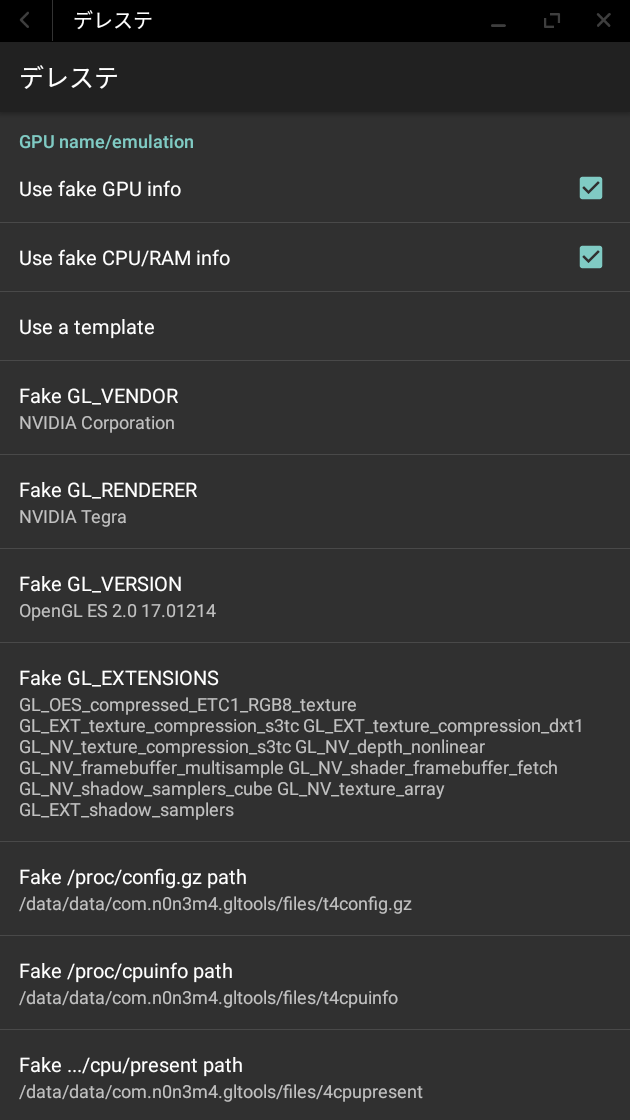 デレステ
デレステ
GPU name/emulation
Use fake GPU info
Use fake CPU/RAM info
Use a template
Fake GL_VENDOR
NVIDIA Corporation
Fake GL_RENDERER
NVIDIA Tegra
Fake GL_VERSION
OpenGL ES 2.0 17.01214
Fake GL_EXTENSIONS
GL_OES_compressed_ETC1_RGB8_texture
GL_EXT_texture_compression_s3tc GL_EXT_texture_compression_dxt1
GL_NV_texture_compression_s3tc GL_NV_depth_nonlinear
GL_NV_framebuffer_multisample GL_NV_shader_framebuffer_fetch
GL_NV_shadow_samplers_cube GL_NV_texture_array
GL_EXT_shadow_samplers
Fake /proc/config.gz path
/data/data/com.n0n3m4.gltools/files/t4config.gz
Fake /proc/cpuinfo path
/data/data/com.n0n3m4.gltools/files/t4cpuinfo
Fake .../cpu/present path
/data/data/com.n0n3m4.gltools/files/4cpupresent